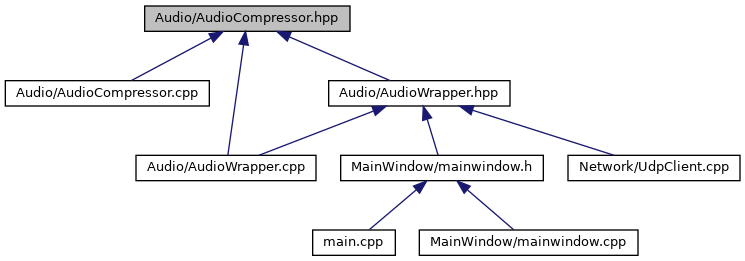 Audio/AudioCompressor.hpp
Audio/AudioCompressor.cpp
Audio/AudioWrapper.hpp
Audio/AudioWrapper.cpp
MainWindow/mainwindow.h
Network/UdpClient.cpp
main.cpp
MainWindow/mainwindow.cpp